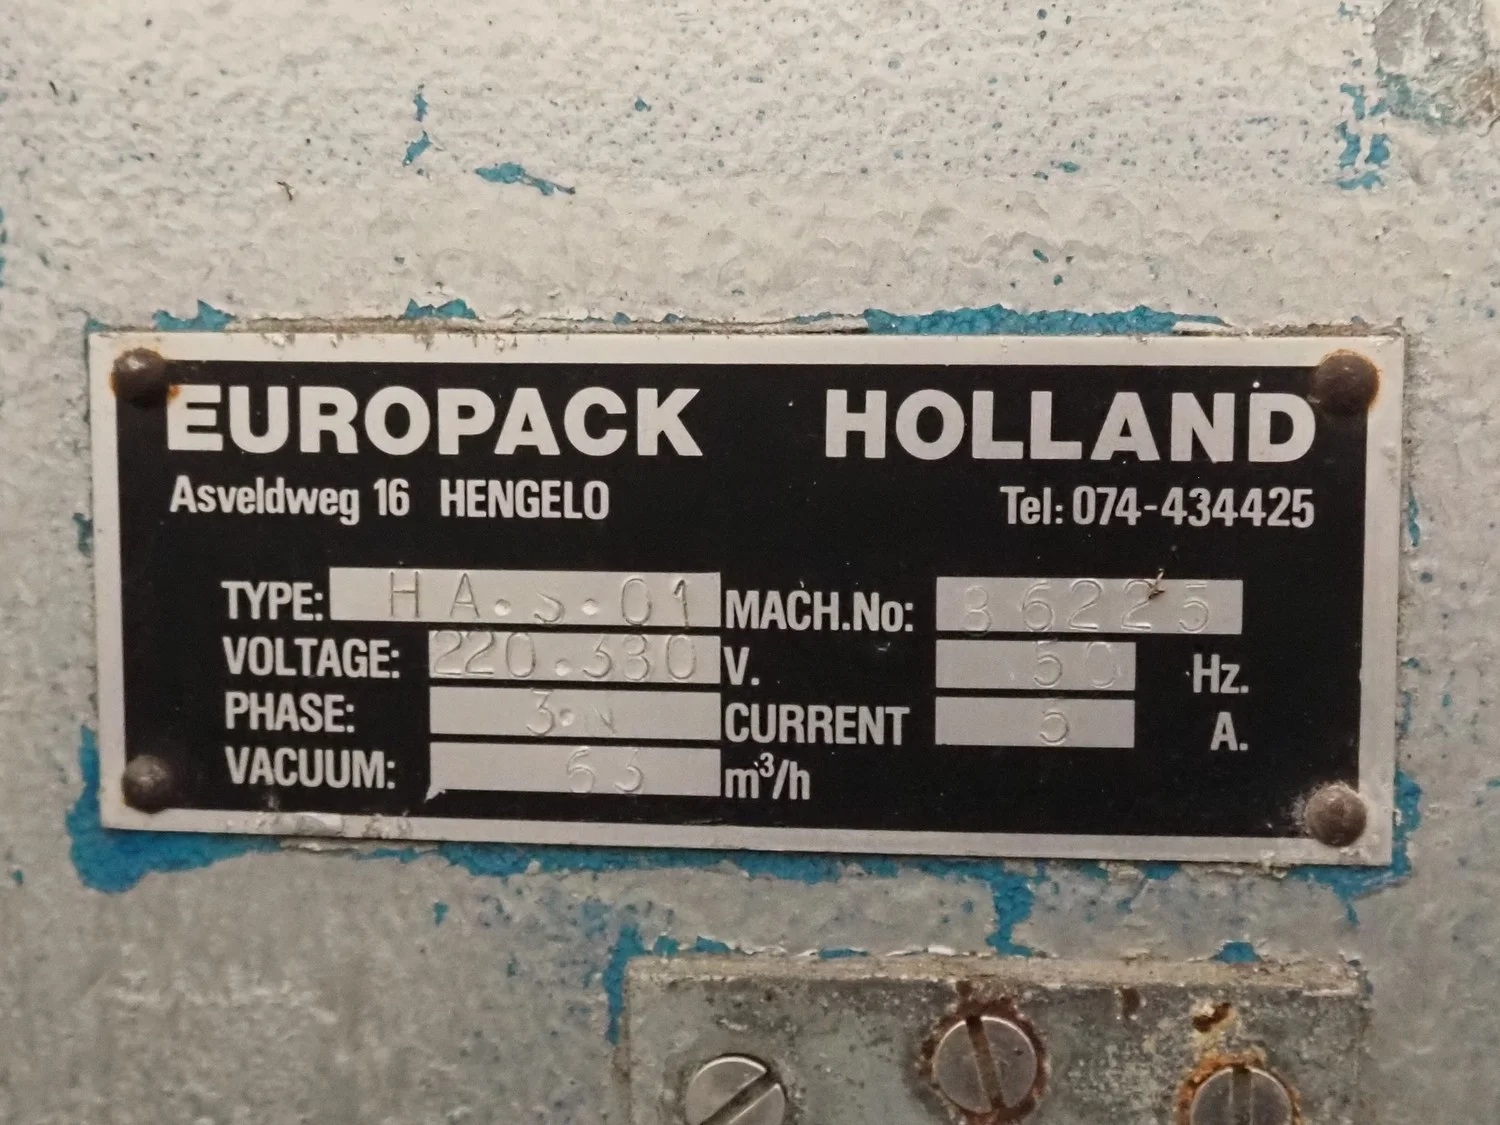 EUROPACK HOLLAND
Asveldweg 16 HENGELO Tel: 074-434425
TYPE: HA.S.01 MACH.No: 86225
VOLTAGE: 220.380 V. 50 Hz.
PHASE: 3.N CURRENT 5 A.
VACUUM: 63 m³/h